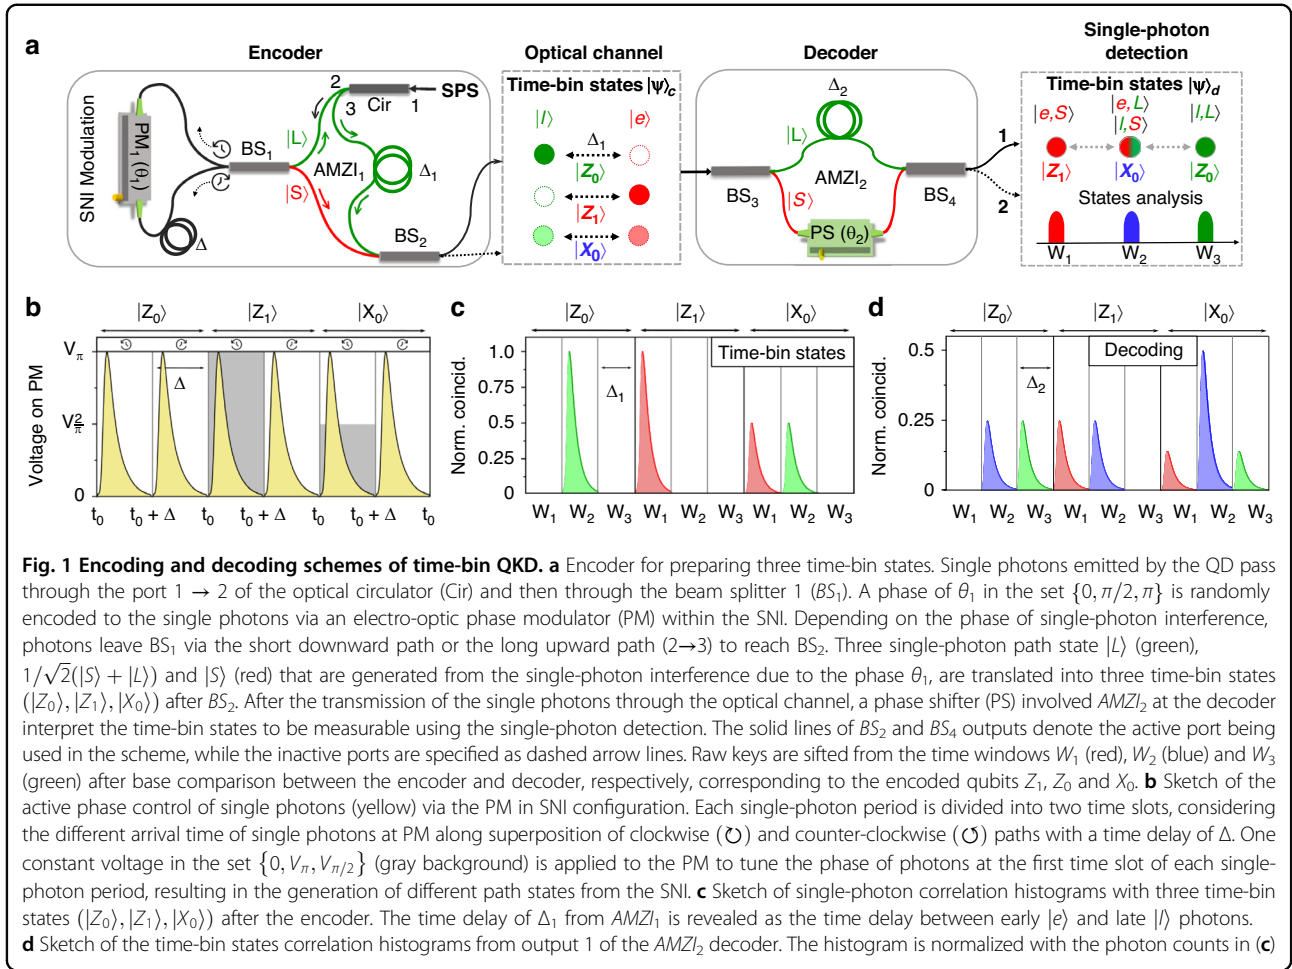 a
Encoder
Optical channel
Decoder
Single-photon
detection
SNI Modulation
PM1 (θ1)
Δ
BS1
|L⟩
|S⟩
2
3
Cir
1
SPS
AMZI1
Δ1
BS2
Time-bin states |ψ⟩c
|l⟩
|e⟩
Δ1
|Z0⟩
|Z1⟩
|X0⟩
BS3
|L⟩
|S⟩
Δ2
AMZI2
PS (θ2)
BS4
1
2
Time-bin states |ψ⟩d
|e,S⟩
|e,L⟩
|l,S⟩
|l,L⟩
|Z1⟩
|X0⟩
|Z0⟩
States analysis
W1
W2
W3
b
|Z0⟩
|Z1⟩
|X0⟩
Voltage on PM
Vπ
V2/π
0
Δ
t0
t0 + Δ
t0
t0 + Δ
t0
t0 + Δ
t0
c
|Z0⟩
|Z1⟩
|X0⟩
Time-bin states
Norm. coincid.
1.0
0.75
0.5
0.25
0
Δ1
W1
W2
W3
W1
W2
W3
W1
W2
W3
d
|Z0⟩
|Z1⟩
|X0⟩
Decoding
Norm. coincid.
0.5
0.25
0
Δ2
W1
W2
W3
W1
W2
W3
W1
W2
W3
Fig. 1 Encoding and decoding schemes of time-bin QKD. a Encoder for preparing three time-bin states. Single photons emitted by the QD pass
through the port 1 → 2 of the optical circulator (Cir) and then through the beam splitter 1 (BS1). A phase of θ1 in the set {0, π/2, π} is randomly
encoded to the single photons via an electro-optic phase modulator (PM) within the SNI. Depending on the phase of single-photon interference,
photons leave BS1 via the short downward path or the long upward path (2→3) to reach BS2. Three single-photon path state |L⟩ (green),
1/√2(|S⟩ + |L⟩) and |S⟩ (red) that are generated from the single-photon interference due to the phase θ1, are translated into three time-bin states
(|Z0⟩, |Z1⟩, |X0⟩) after BS2. After the transmission of the single photons through the optical channel, a phase shifter (PS) involved AMZI2 at the decoder
interpret the time-bin states to be measurable using the single-photon detection. The solid lines of BS2 and BS4 outputs denote the active port being
used in the scheme, while the inactive ports are specified as dashed arrow lines. Raw keys are sifted from the time windows W1 (red), W2 (blue) and W3
(green) after base comparison between the encoder and decoder, respectively, corresponding to the encoded qubits Z1, Z0 and X0. b Sketch of the
active phase control of single photons (yellow) via the PM in SNI configuration. Each single-photon period is divided into two time slots, considering
the different arrival time of single photons at PM along superposition of clockwise (↻) and counter-clockwise (↺) paths with a time delay of Δ. One
constant voltage in the set {0, Vπ, Vπ/2} (gray background) is applied to the PM to tune the phase of photons at the first time slot of each single-
photon period, resulting in the generation of different path states from the SNI. c Sketch of single-photon correlation histograms with three time-bin
states (|Z0⟩, |Z1⟩, |X0⟩) after the encoder. The time delay of Δ1 from AMZI1 is revealed as the time delay between early |e⟩ and late |l⟩ photons.
d Sketch of the time-bin states correlation histograms from output 1 of the AMZI2 decoder. The histogram is normalized with the photon counts in (c)